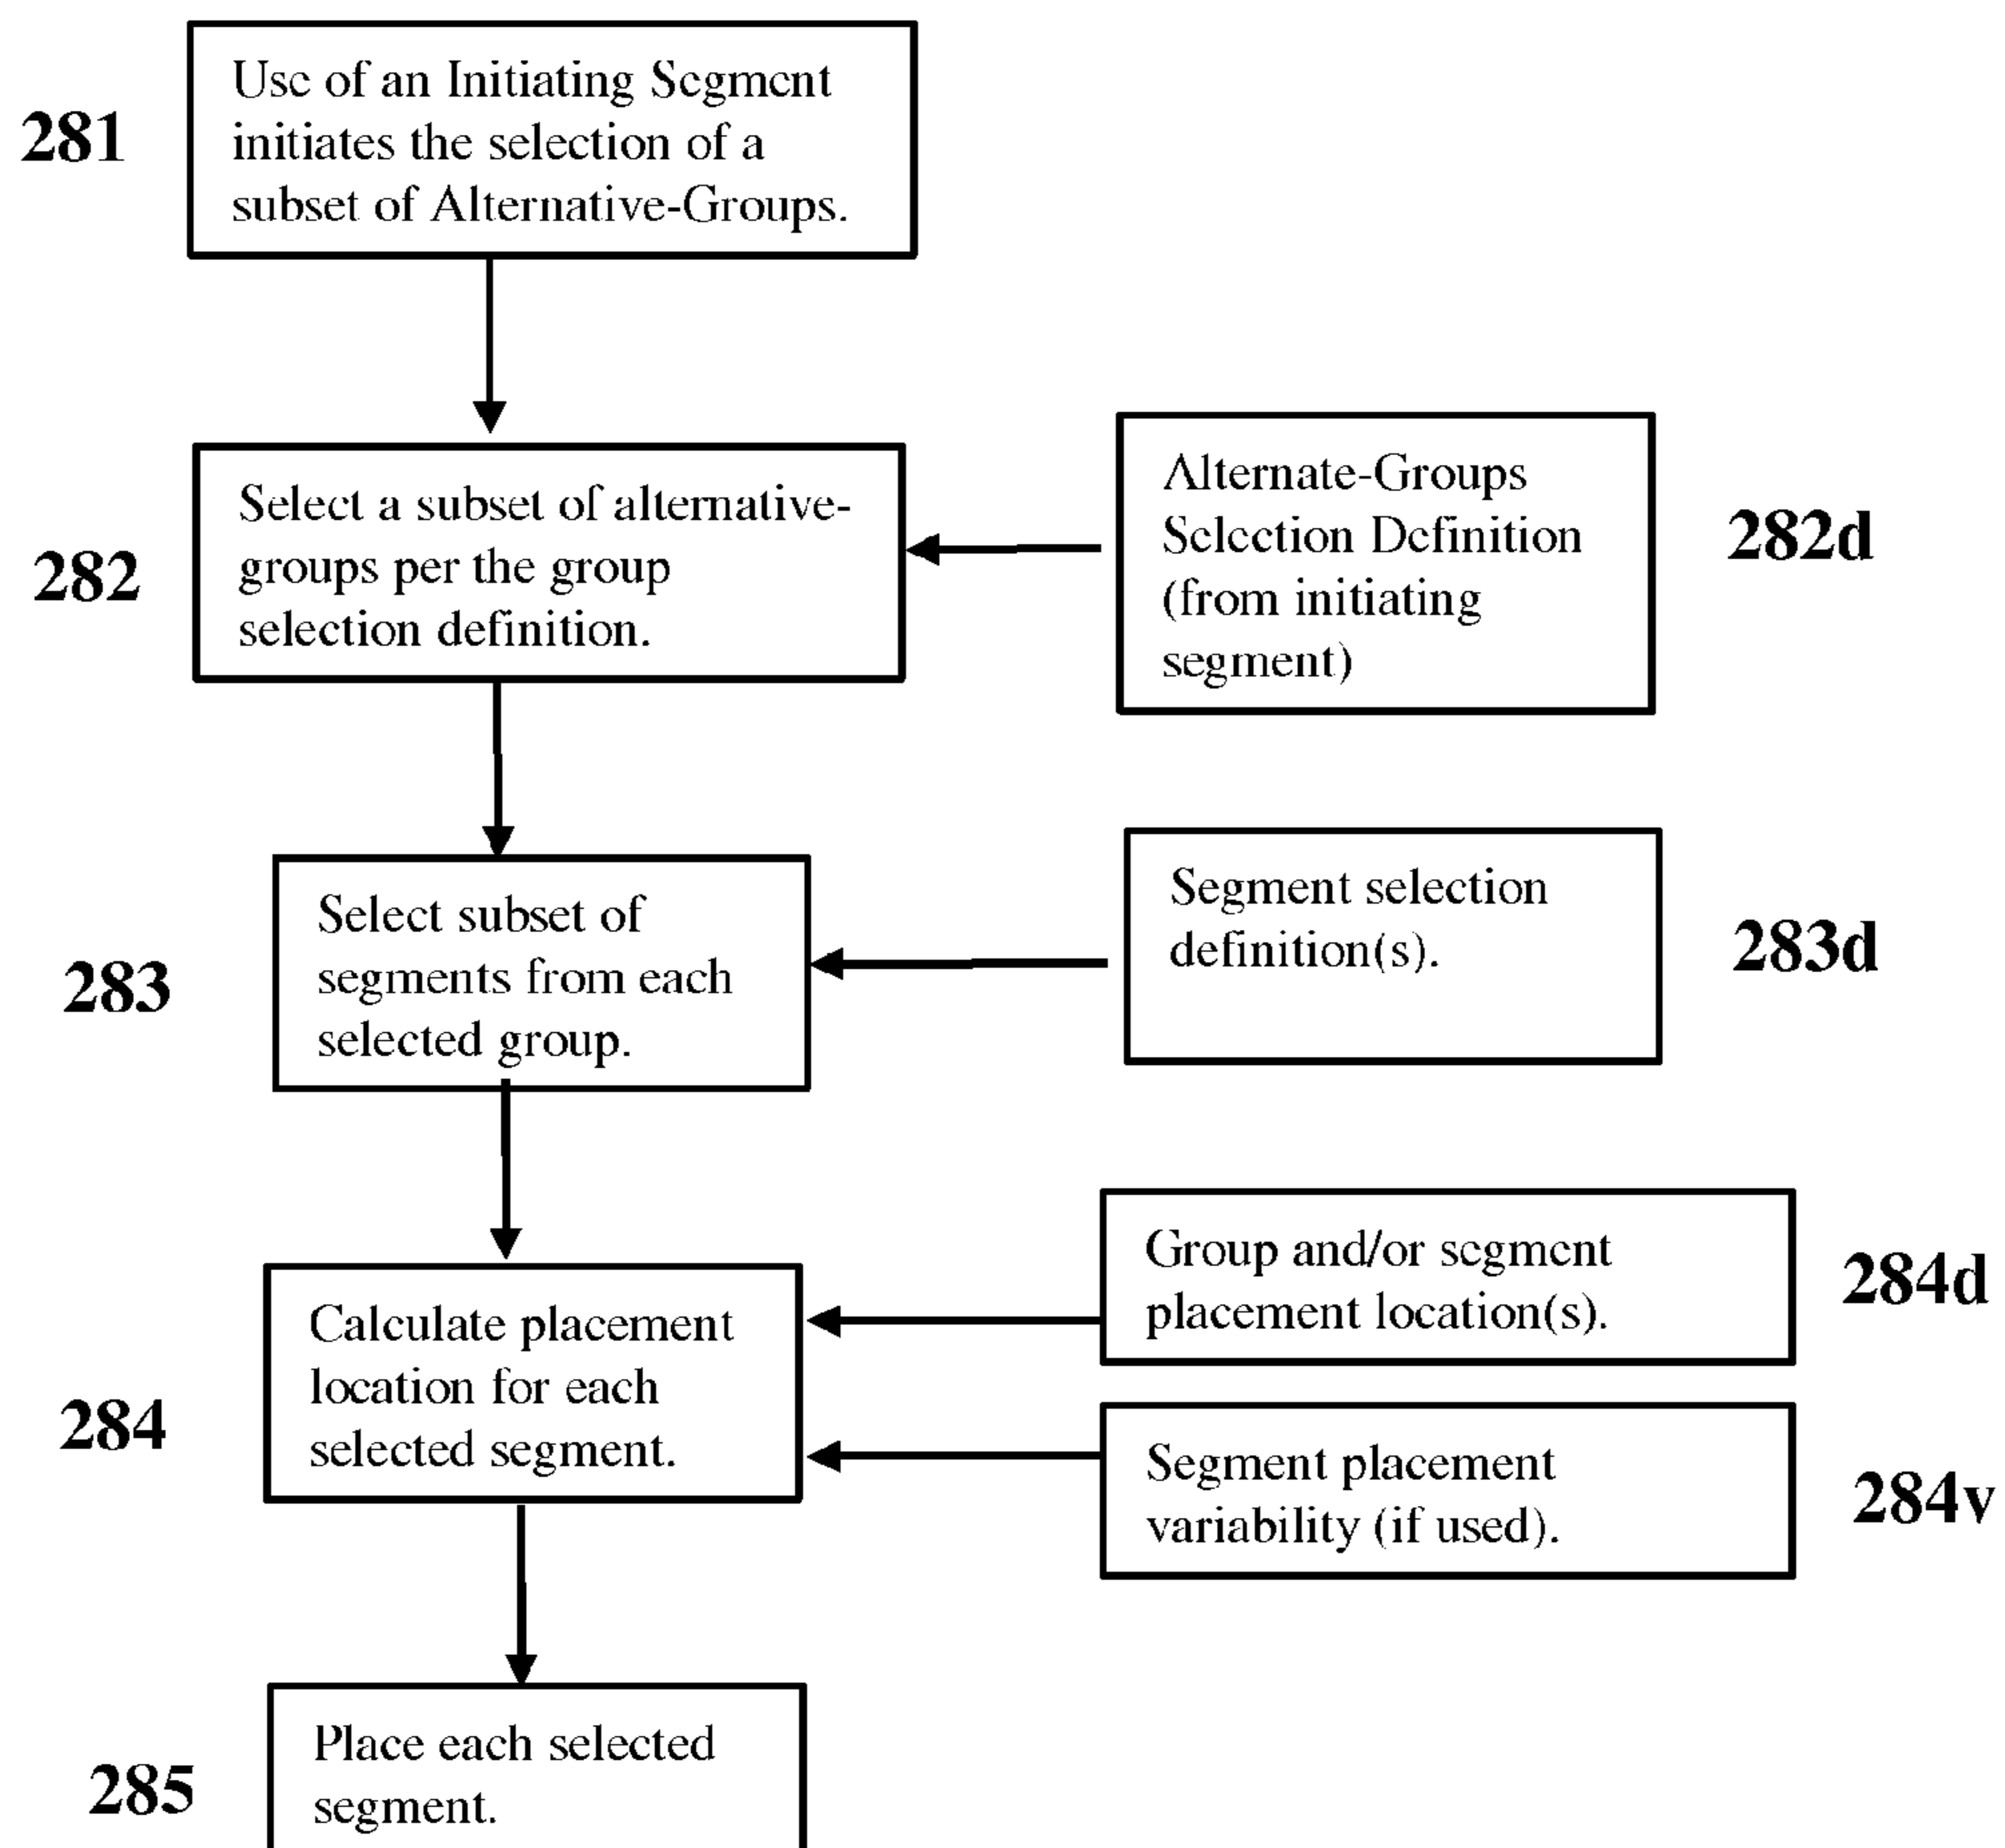 281
Use of an Initiating Segment
initiates the selection of a
subset of Alternative-Groups.
282
Select a subset of alternative-
groups per the group
selection definition.
Alternate-Groups
Selection Definition
(from initiating
segment)
282d
283
Select subset of
segments from each
selected group.
Segment selection
definition(s).
283d
284
Calculate placement
location for each
selected segment.
Group and/or segment
placement location(s).
284d
Segment placement
variability (if used).
284v
285
Place each selected
segment.